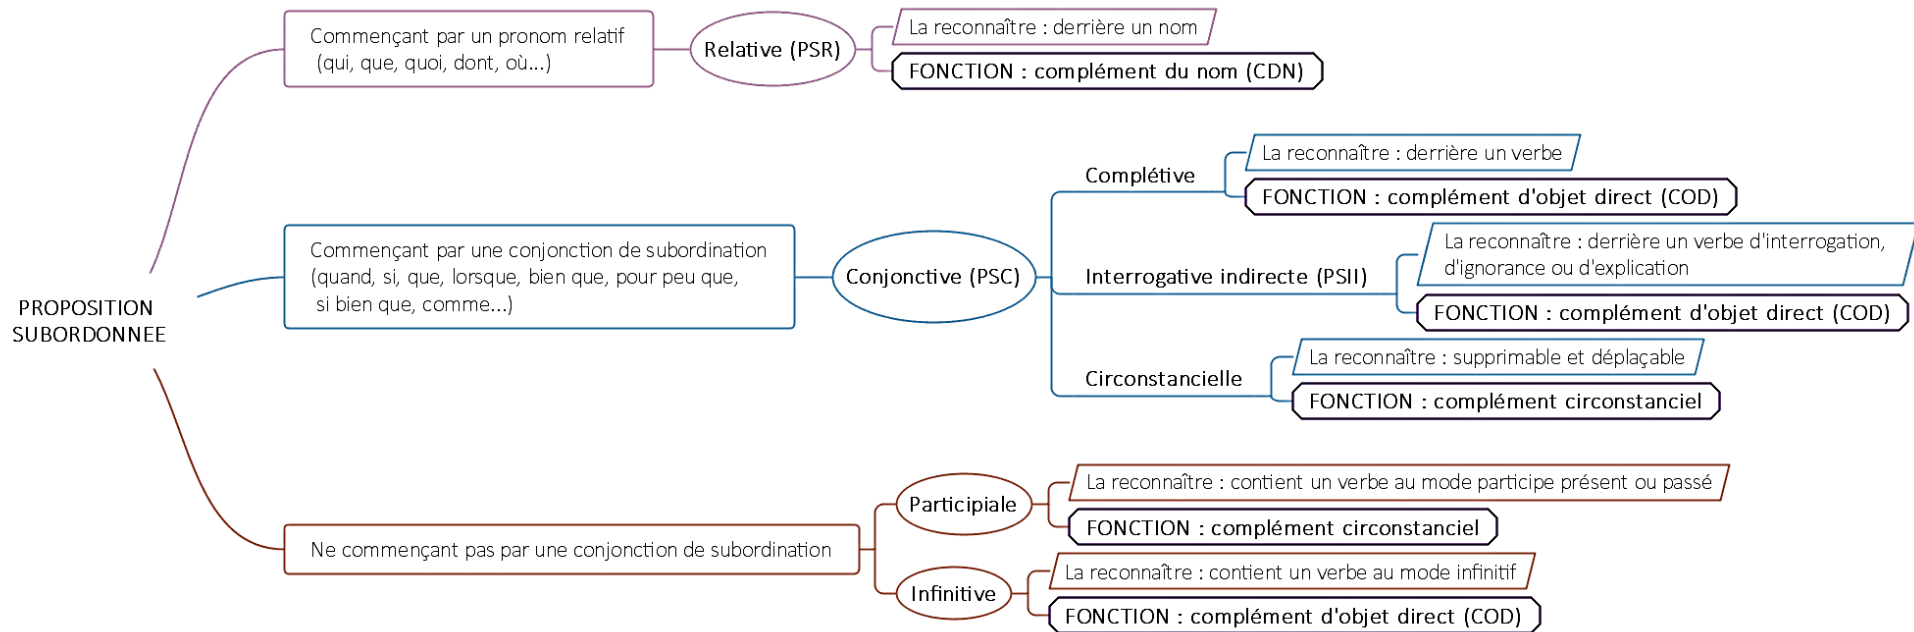 PROPOSITION
SUBORDONNEE
Commençant par un pronom relatif
(qui, que, quoi, dont, où...)
Relative (PSR)
La reconnaître : derrière un nom
FONCTION : complément du nom (CDN)
Commençant par une conjonction de subordination
(quand, si, que, lorsque, bien que, pour peu que,
si bien que, comme...)
Conjonctive (PSC)
Complétive
La reconnaître : derrière un verbe
FONCTION : complément d'objet direct (COD)
Interrogative indirecte (PSII)
La reconnaître : derrière un verbe d'interrogation,
d'ignorance ou d'explication
FONCTION : complément d'objet direct (COD)
Circonstancielle
La reconnaître : supprimable et déplaçable
FONCTION : complément circonstanciel
Ne commençant pas par une conjonction de subordination
Participiale
La reconnaître : contient un verbe au mode participe présent ou passé
FONCTION : complément circonstanciel
Infinitive
La reconnaître : contient un verbe au mode infinitif
FONCTION : complément d'objet direct (COD)